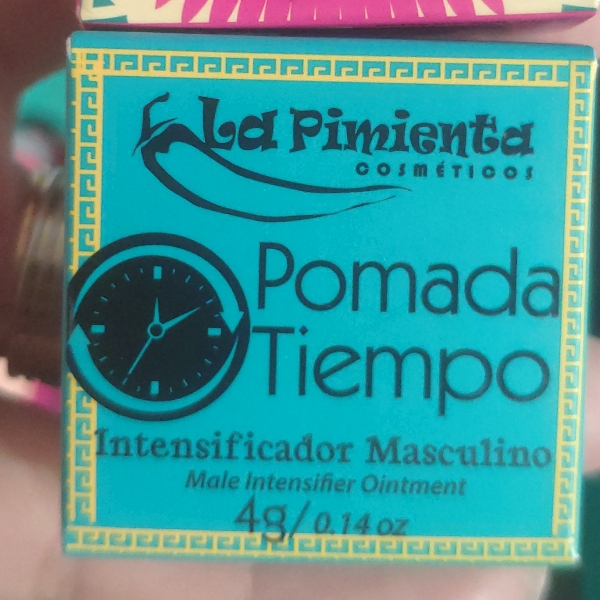 La Pimienta
COSMÉTICOS
Pomada
Tiempo
Intensificador Masculino
Male Intensifier Ointment
4g/ 0.14 oz